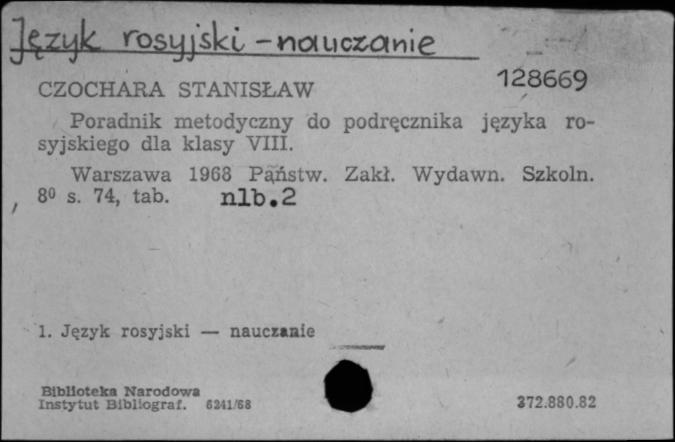 Język rosyjski - nauczanie
128669
CZOCHARA STANISŁAW
Poradnik metodyczny do podręcznika języka ro-
syjskiego dla klasy VIII.
Warszawa 1968 Państw. Zakł. Wydawn. Szkoln.
8⁰ s. 74, tab. nlb.2
1. Język rosyjski — nauczanie
Biblioteka Narodowa
Instytut Bibliograf. 6241/68
372.880.82